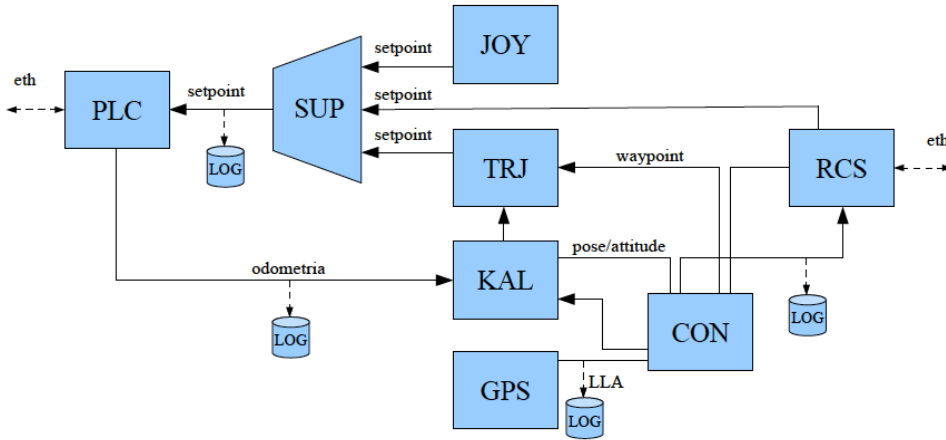 JOY
setpoint
eth
setpoint
SUP
setpoint
PLC
setpoint
TRJ
waypoint
RCS
eth
LOG
pose/attitude
odometria
KAL
LOG
LOG
CON
GPS
LLA
LOG